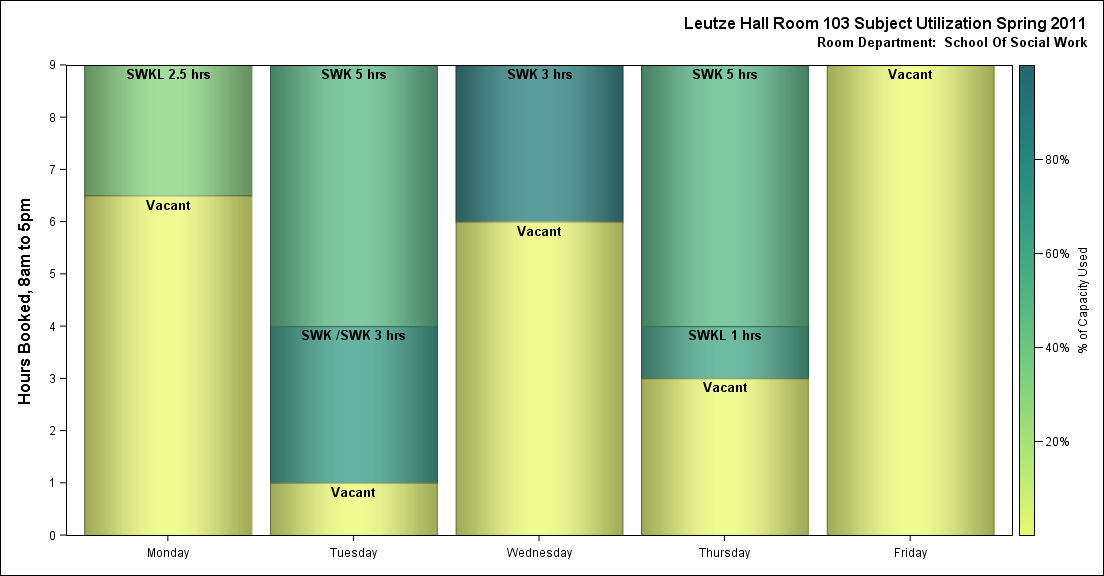 Leutze Hall Room 103 Subject Utilization Spring 2011
Room Department:  School Of Social Work
Hours Booked, 8am to 5pm
9
8
7
6
5
4
3
2
1
0
SWKL 2.5 hrs
Vacant
SWK 5 hrs
SWK /SWK 3 hrs
Vacant
SWK 3 hrs
Vacant
SWK 5 hrs
SWKL 1 hrs
Vacant
Vacant
Monday
Tuesday
Wednesday
Thursday
Friday
80%
60%
40%
20%
% of Capacity Used